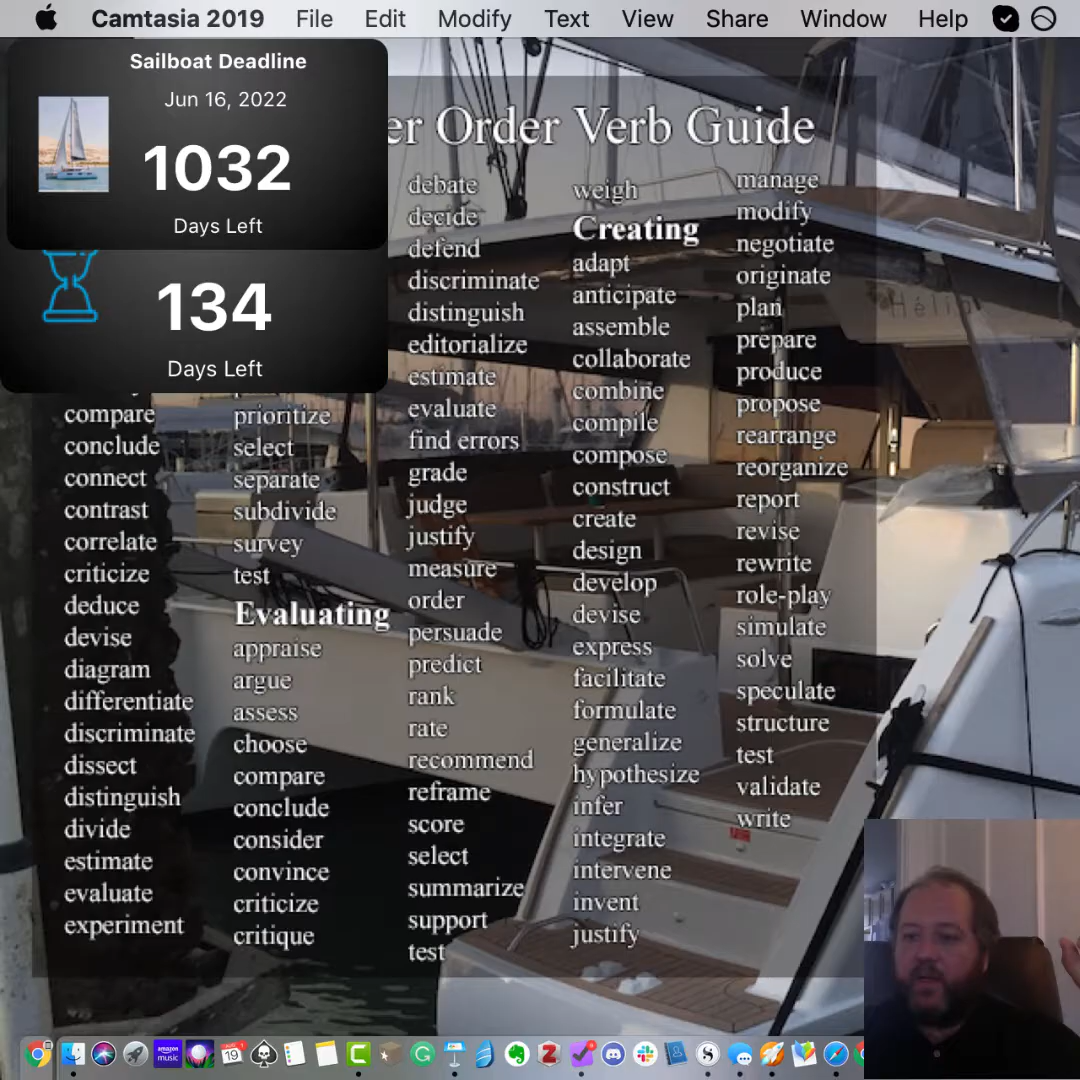 Camtasia 2019 File Edit Modify Text View Share Window Help
Sailboat Deadline
Jun 16, 2022
1032
Days Left
134
Days Left
er Order Verb Guide
compare
conclude
connect
contrast
correlate
criticize
deduce
devise
diagram
differentiate
discriminate
dissect
distinguish
divide
estimate
evaluate
experiment
prioritize
select
separate
subdivide
survey
test
Evaluating
appraise
argue
assess
choose
compare
conclude
consider
convince
criticize
critique
debate
decide
defend
discriminate
distinguish
editorialize
estimate
evaluate
find errors
grade
judge
justify
measure
order
persuade
predict
rank
rate
recommend
reframe
score
select
summarize
support
test
weigh
Creating
adapt
anticipate
assemble
collaborate
combine
compile
compose
construct
create
design
develop
devise
express
facilitate
formulate
generalize
hypothesize
infer
integrate
intervene
invent
justify
manage
modify
negotiate
originate
plan
prepare
produce
propose
rearrange
reorganize
report
revise
rewrite
role-play
simulate
solve
speculate
structure
test
validate
write
amazon
music
19